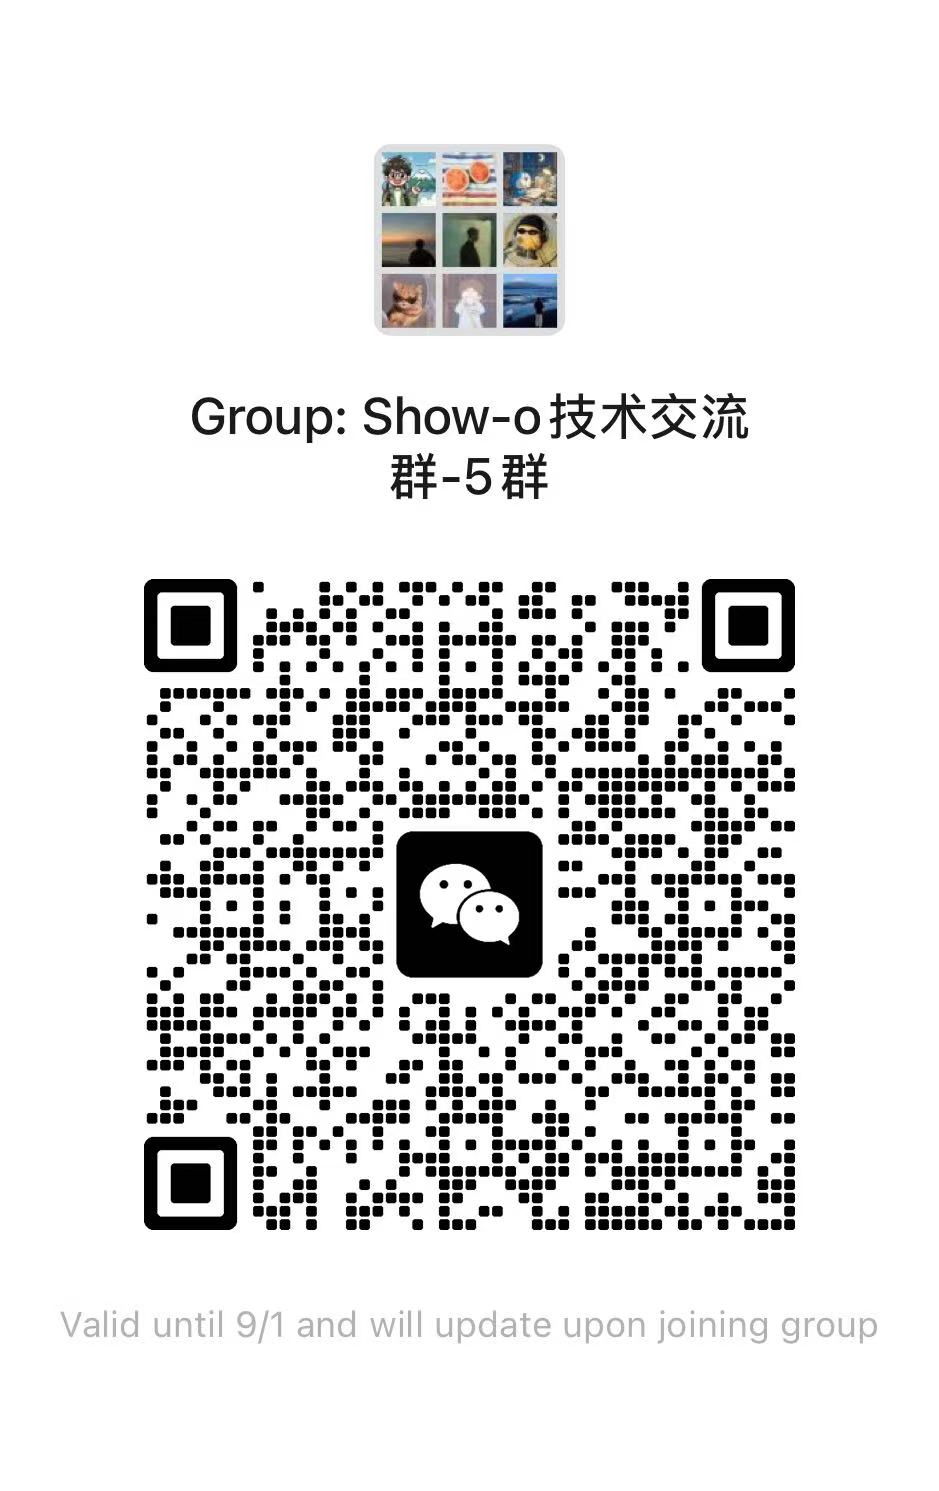 Group: Show-o技术交流
群-5群
Valid until 9/1 and will update upon joining group